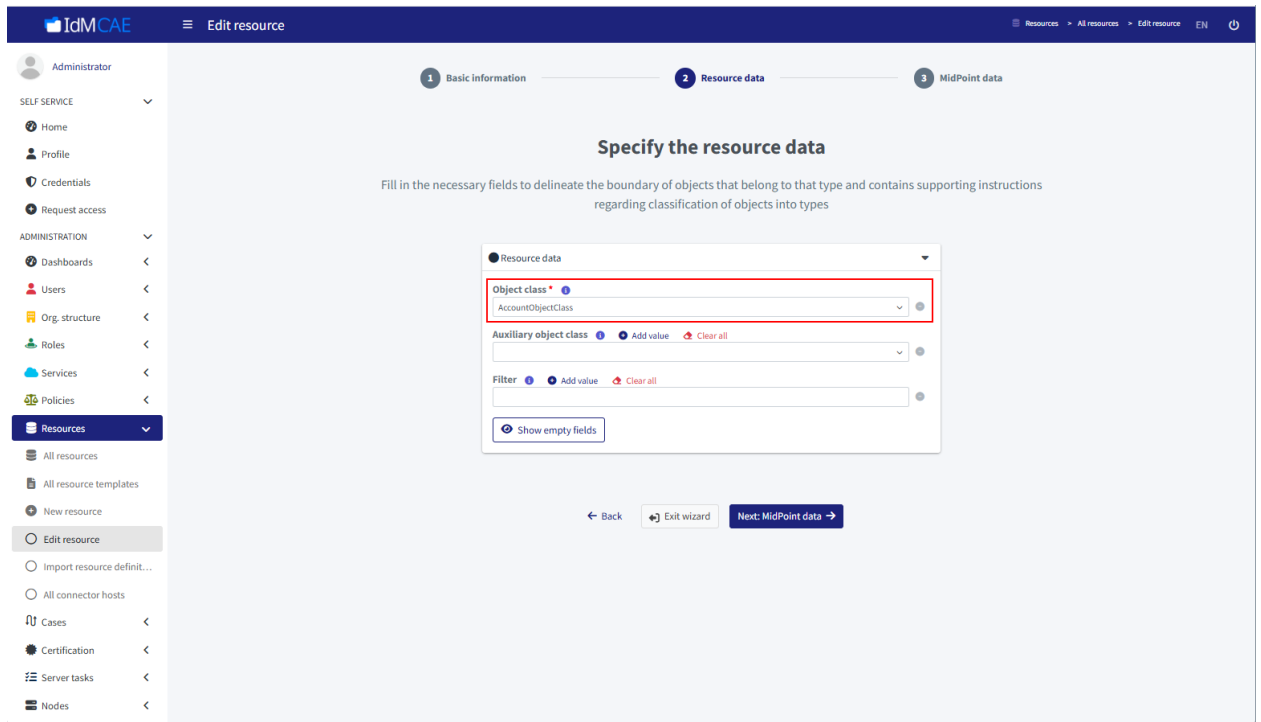 IdMCAE
Edit resource
Resources > All resources > Edit resource
EN
Administrator
SELF SERVICE
Home
Profile
Credentials
Request access
ADMINISTRATION
Dashboards
Users
Org. structure
Roles
Services
Policies
Resources
All resources
All resource templates
New resource
Edit resource
Import resource definit...
All connector hosts
Cases
Certification
Server tasks
Nodes
1 Basic information
2 Resource data
3 MidPoint data
Specify the resource data
Fill in the necessary fields to delineate the boundary of objects that belong to that type and contains supporting instructions
regarding classification of objects into types
Resource data
Object class *
AccountObjectClass
Auxiliary object class Add value Clear all
Filter Add value Clear all
Show empty fields
Back Exit wizard Next: MidPoint data